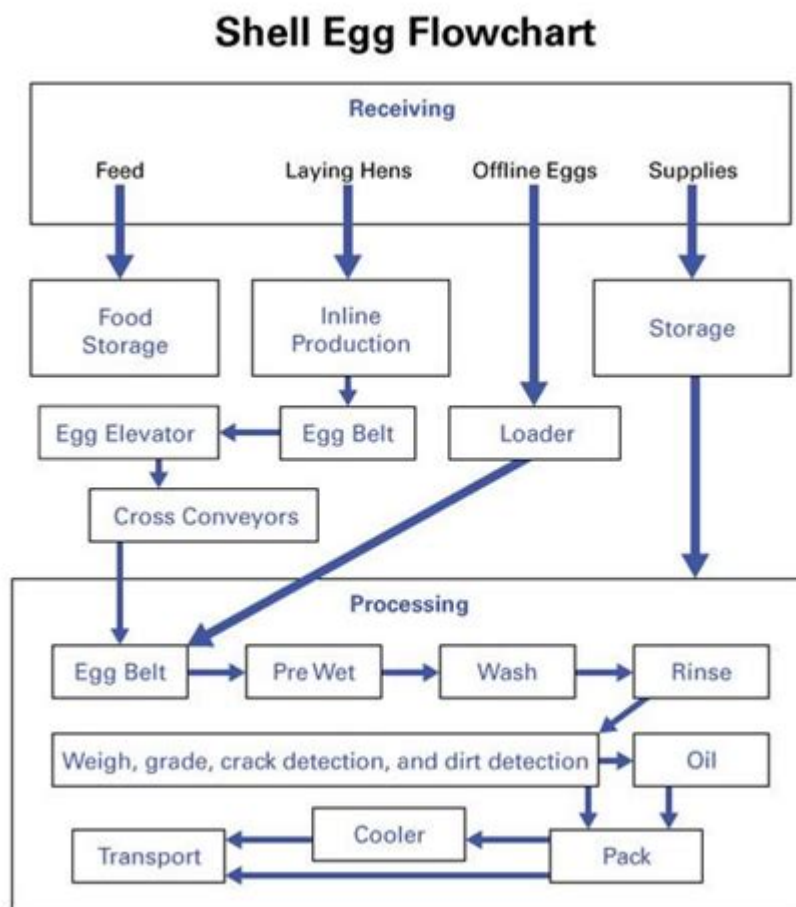 Shell Egg Flowchart
Receiving
Feed
Laying Hens
Offline Eggs
Supplies
Food
Storage
Inline
Production
Storage
Egg Elevator
Egg Belt
Loader
Cross Conveyors
Processing
Egg Belt
Pre Wet
Wash
Rinse
Weigh, grade, crack detection, and dirt detection
Oil
Transport
Cooler
Pack